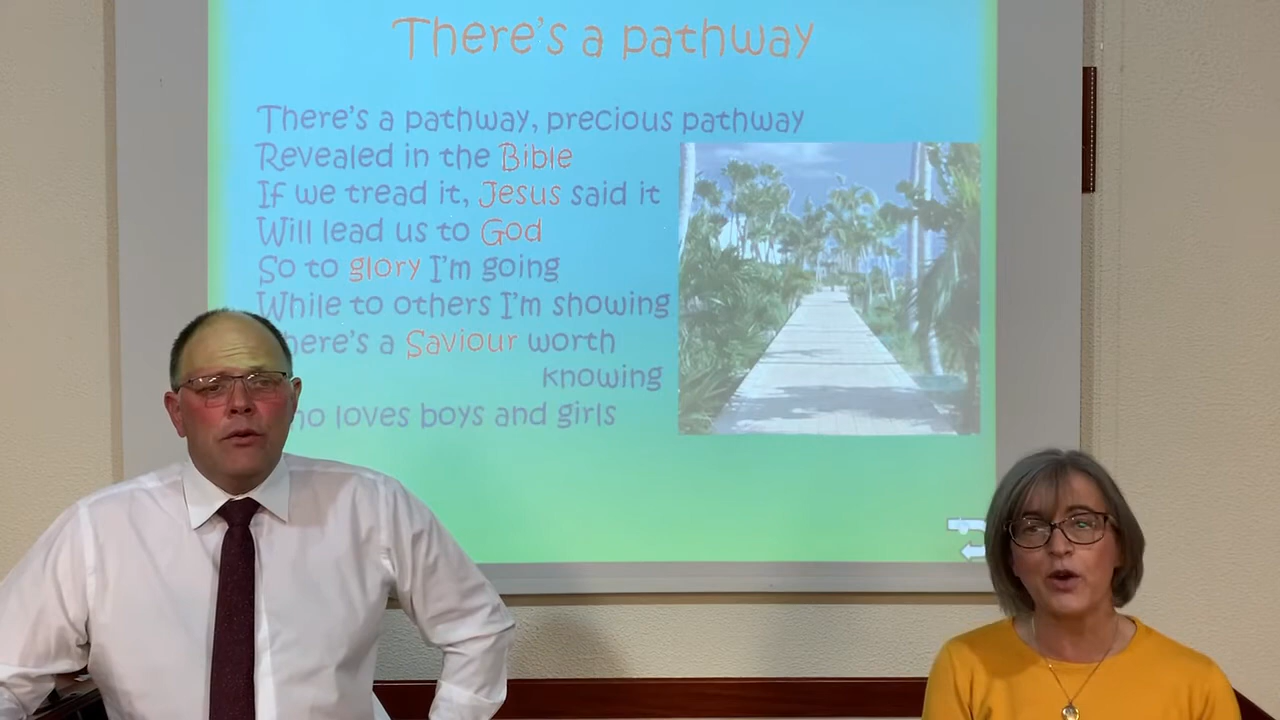 There's a pathway
There's a pathway, precious pathway
Revealed in the Bible
If we tread it, Jesus said it
Will lead us to God
So to glory I'm going
While to others I'm showing
here's a Saviour worth
knowing
ho loves boys and girls